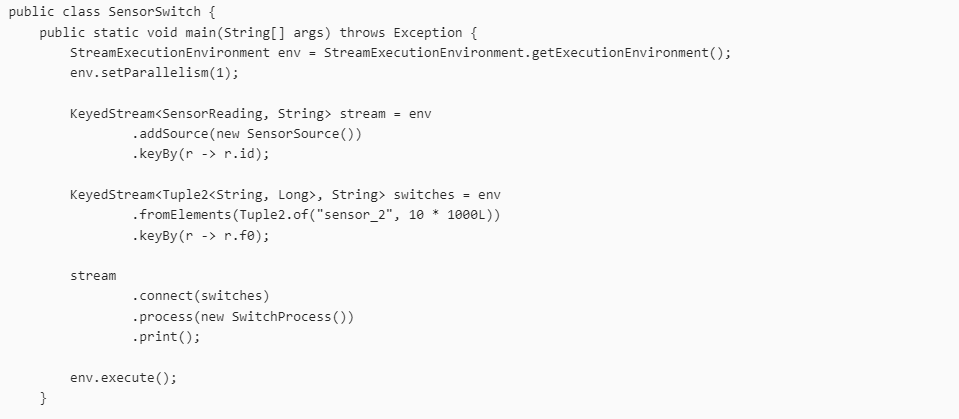 public class SensorSwitch {
    public static void main(String[] args) throws Exception {
        StreamExecutionEnvironment env = StreamExecutionEnvironment.getExecutionEnvironment();
        env.setParallelism(1);

        KeyedStream<SensorReading, String> stream = env
                .addSource(new SensorSource())
                .keyBy(r -> r.id);

        KeyedStream<Tuple2<String, Long>, String> switches = env
                .fromElements(Tuple2.of("sensor_2", 10 * 1000L))
                .keyBy(r -> r.f0);

        stream
                .connect(switches)
                .process(new SwitchProcess())
                .print();

        env.execute();
    }